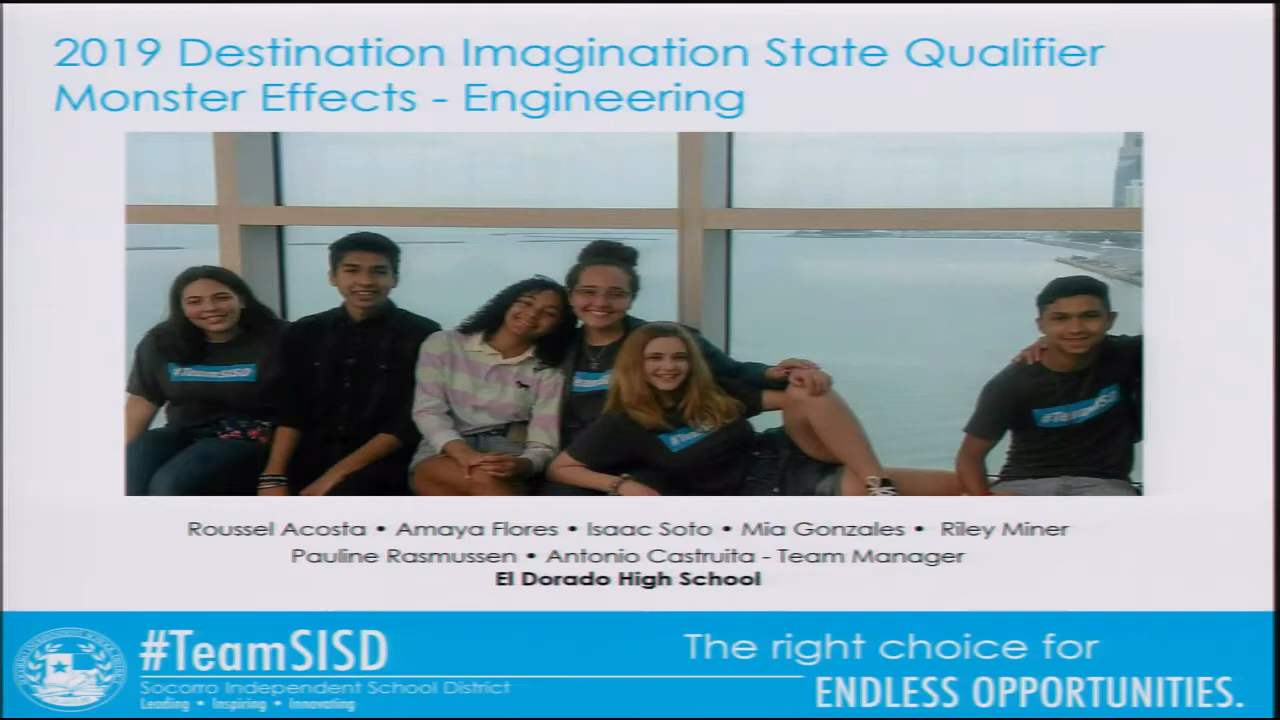 2019 Destination Imagination State Qualifier
Monster Effects - Engineering
#TeamSISD
#TeamSISD
Roussel Acosta • Amaya Flores • Isaac Soto • Mia Gonzales • Riley Miner
Pauline Rasmussen • Antonio Castruita - Team Manager
El Dorado High School
#TeamSISD
Socorro Independent School District
Leading • Inspiring • Innovating
The right choice for
ENDLESS OPPORTUNITIES.